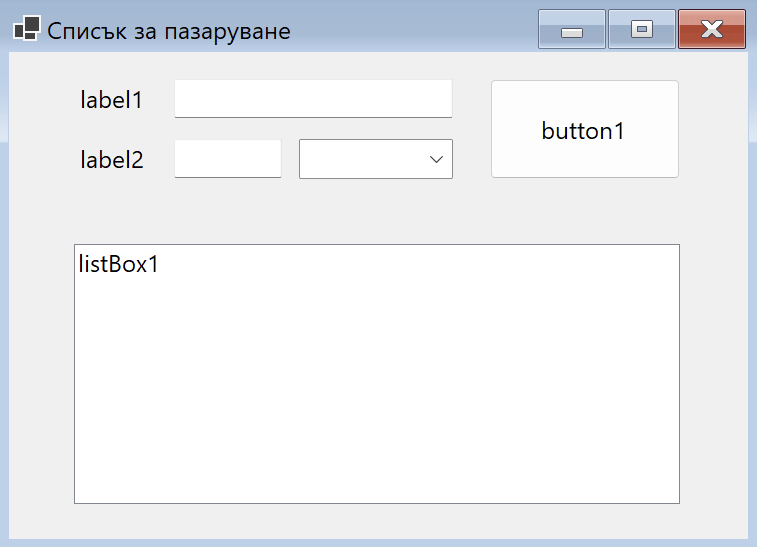 Списък за пазаруване
label1
button1
label2
listBox1